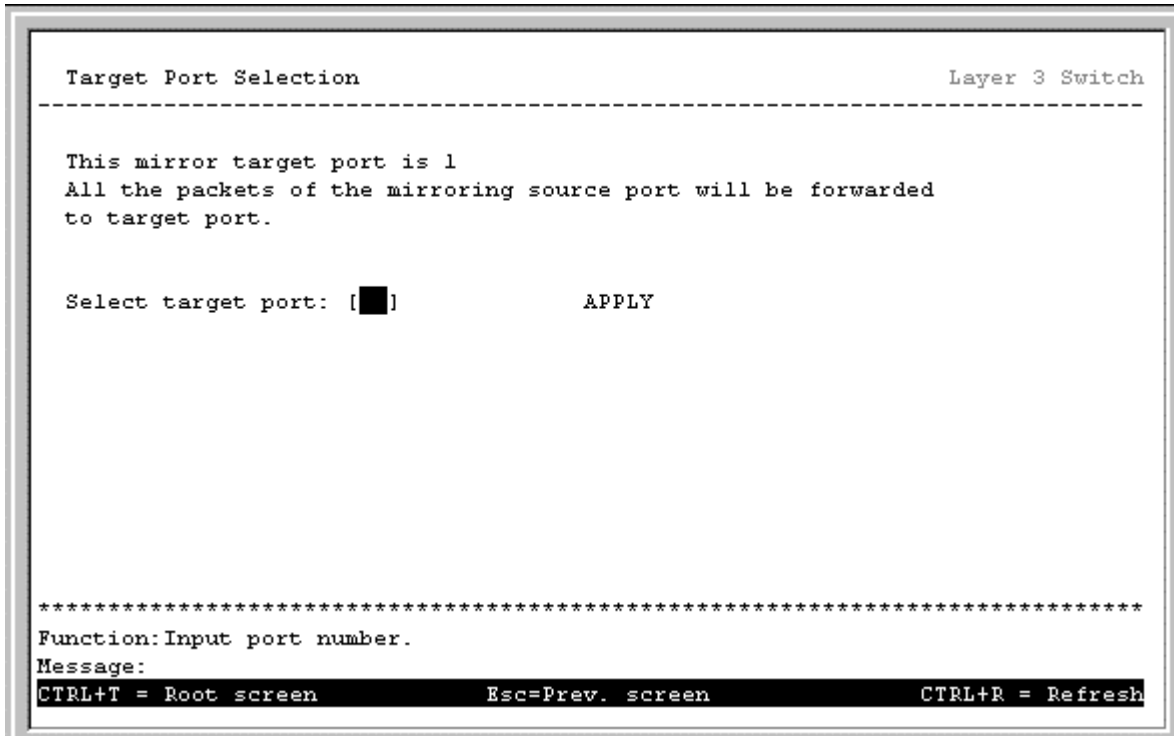 Target Port Selection Layer 3 Switch
--------------------------------------------------------------------------------
This mirror target port is 1
All the packets of the mirroring source port will be forwarded
to target port.
Select target port: [  ] APPLY
********************************************************************************
Function:Input port number.
Message:
CTRL+T = Root screen Esc=Prev. screen CTRL+R = Refresh